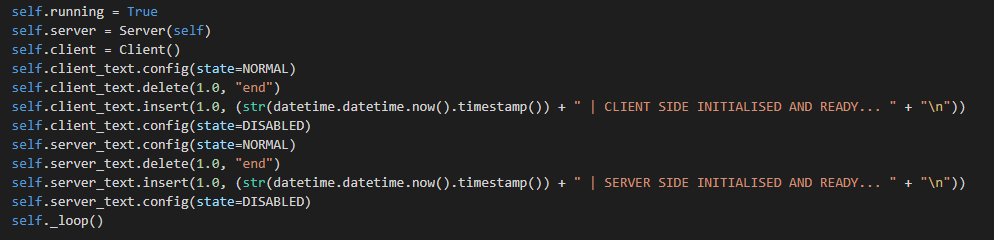 self.running = True
self.server = Server(self)
self.client = Client()
self.client_text.config(state=NORMAL)
self.client_text.delete(1.0, "end")
self.client_text.insert(1.0, (str(datetime.datetime.now().timestamp()) + " | CLIENT SIDE INITIALISED AND READY... " + "\n"))
self.client_text.config(state=DISABLED)
self.server_text.config(state=NORMAL)
self.server_text.delete(1.0, "end")
self.server_text.insert(1.0, (str(datetime.datetime.now().timestamp()) + " | SERVER SIDE INITIALISED AND READY... " + "\n"))
self.server_text.config(state=DISABLED)
self._loop()